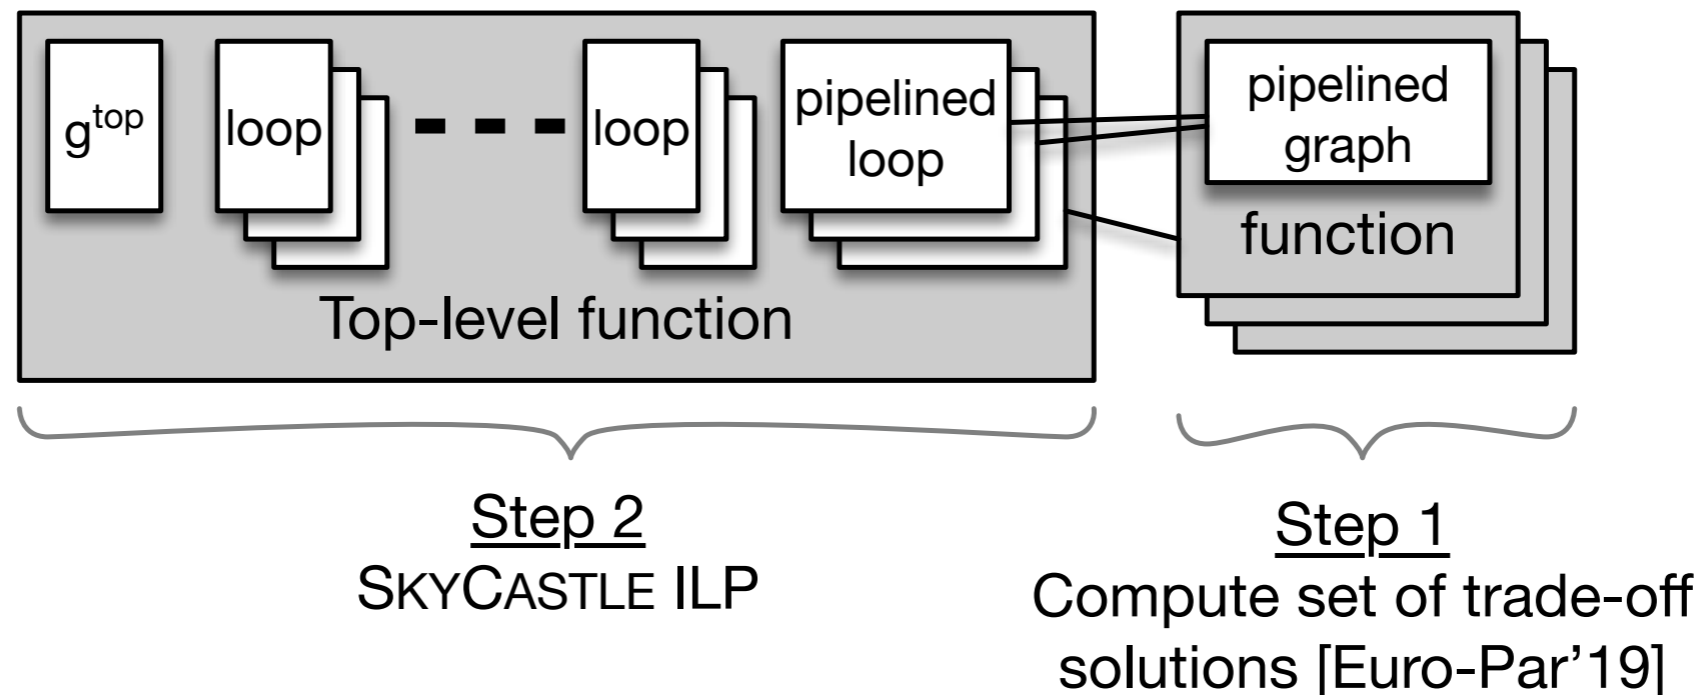 g^top
loop
loop
pipelined
loop
Top-level function
pipelined
graph
function
Step 2
SKYCASTLE ILP
Step 1
Compute set of trade-off
solutions [Euro-Par’19]